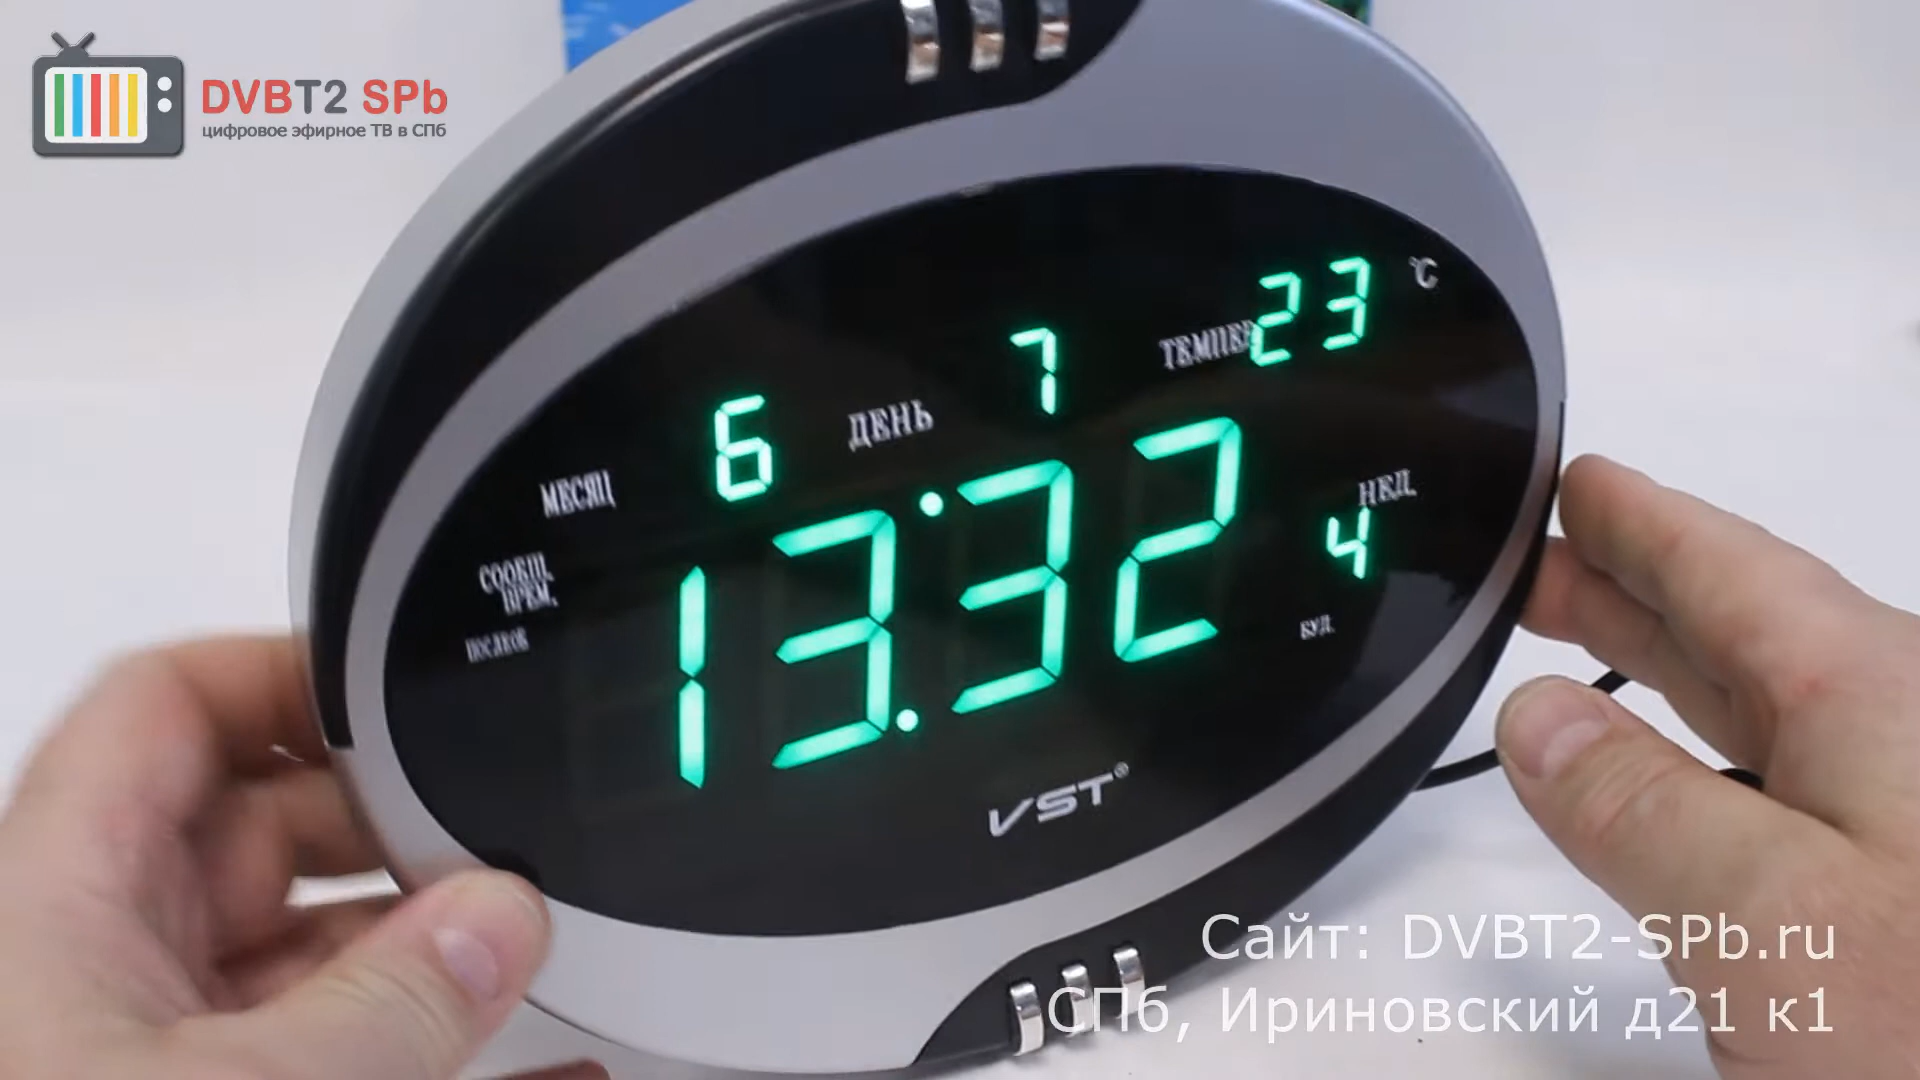 DVBT2 SPb
цифровое эфирное ТВ в СПб
23 °C
ТЕМПЕР
7
ДЕНЬ
6
МЕСЯЦ
13:32
НЕД.
4
СООБЩ.
ВРЕМ.
БУД.
VST®
Сайт: DVBT2-SPb.ru
СПб, Ириновский д21 к1